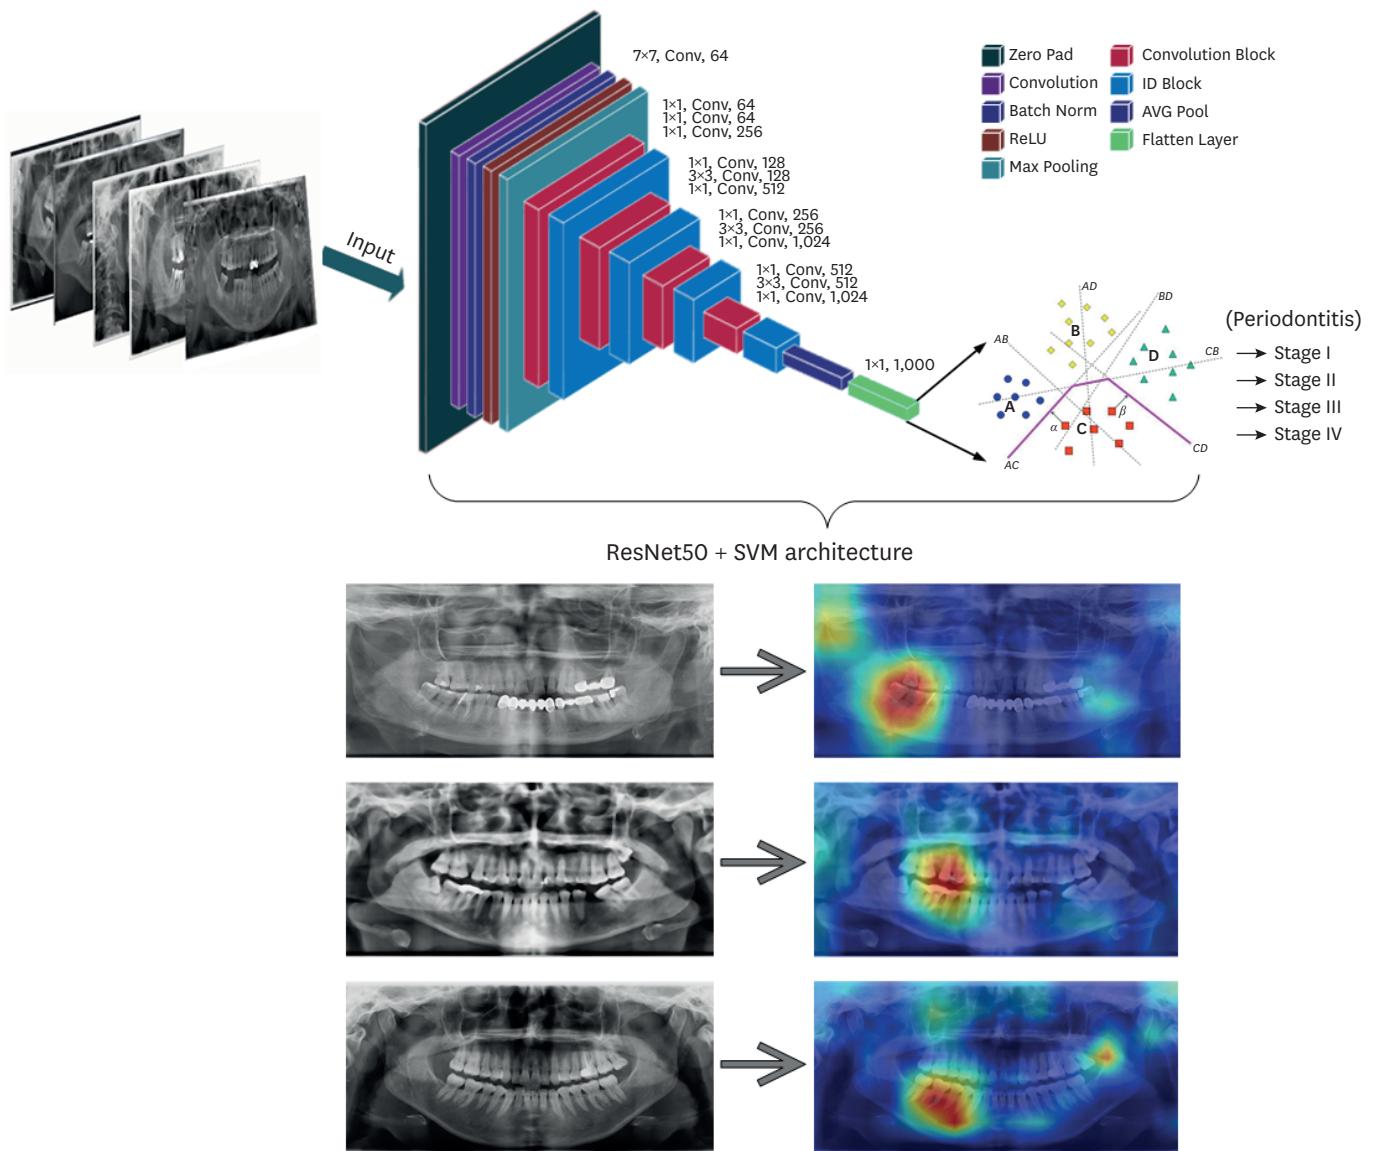 7×7, Conv, 64
1×1, Conv, 64
1×1, Conv, 64
1×1, Conv, 256
1×1, Conv, 128
3×3, Conv, 128
1×1, Conv, 512
1×1, Conv, 256
3×3, Conv, 256
1×1, Conv, 1,024
1×1, Conv, 512
3×3, Conv, 512
1×1, Conv, 1,024
1×1, 1,000
Input
Zero Pad
Convolution
Batch Norm
ReLU
Max Pooling
Convolution Block
ID Block
AVG Pool
Flatten Layer
AD
BD
AB
B
D
CB
A
α
C
β
AC
CD
(Periodontitis)
Stage I
Stage II
Stage III
Stage IV
ResNet50 + SVM architecture